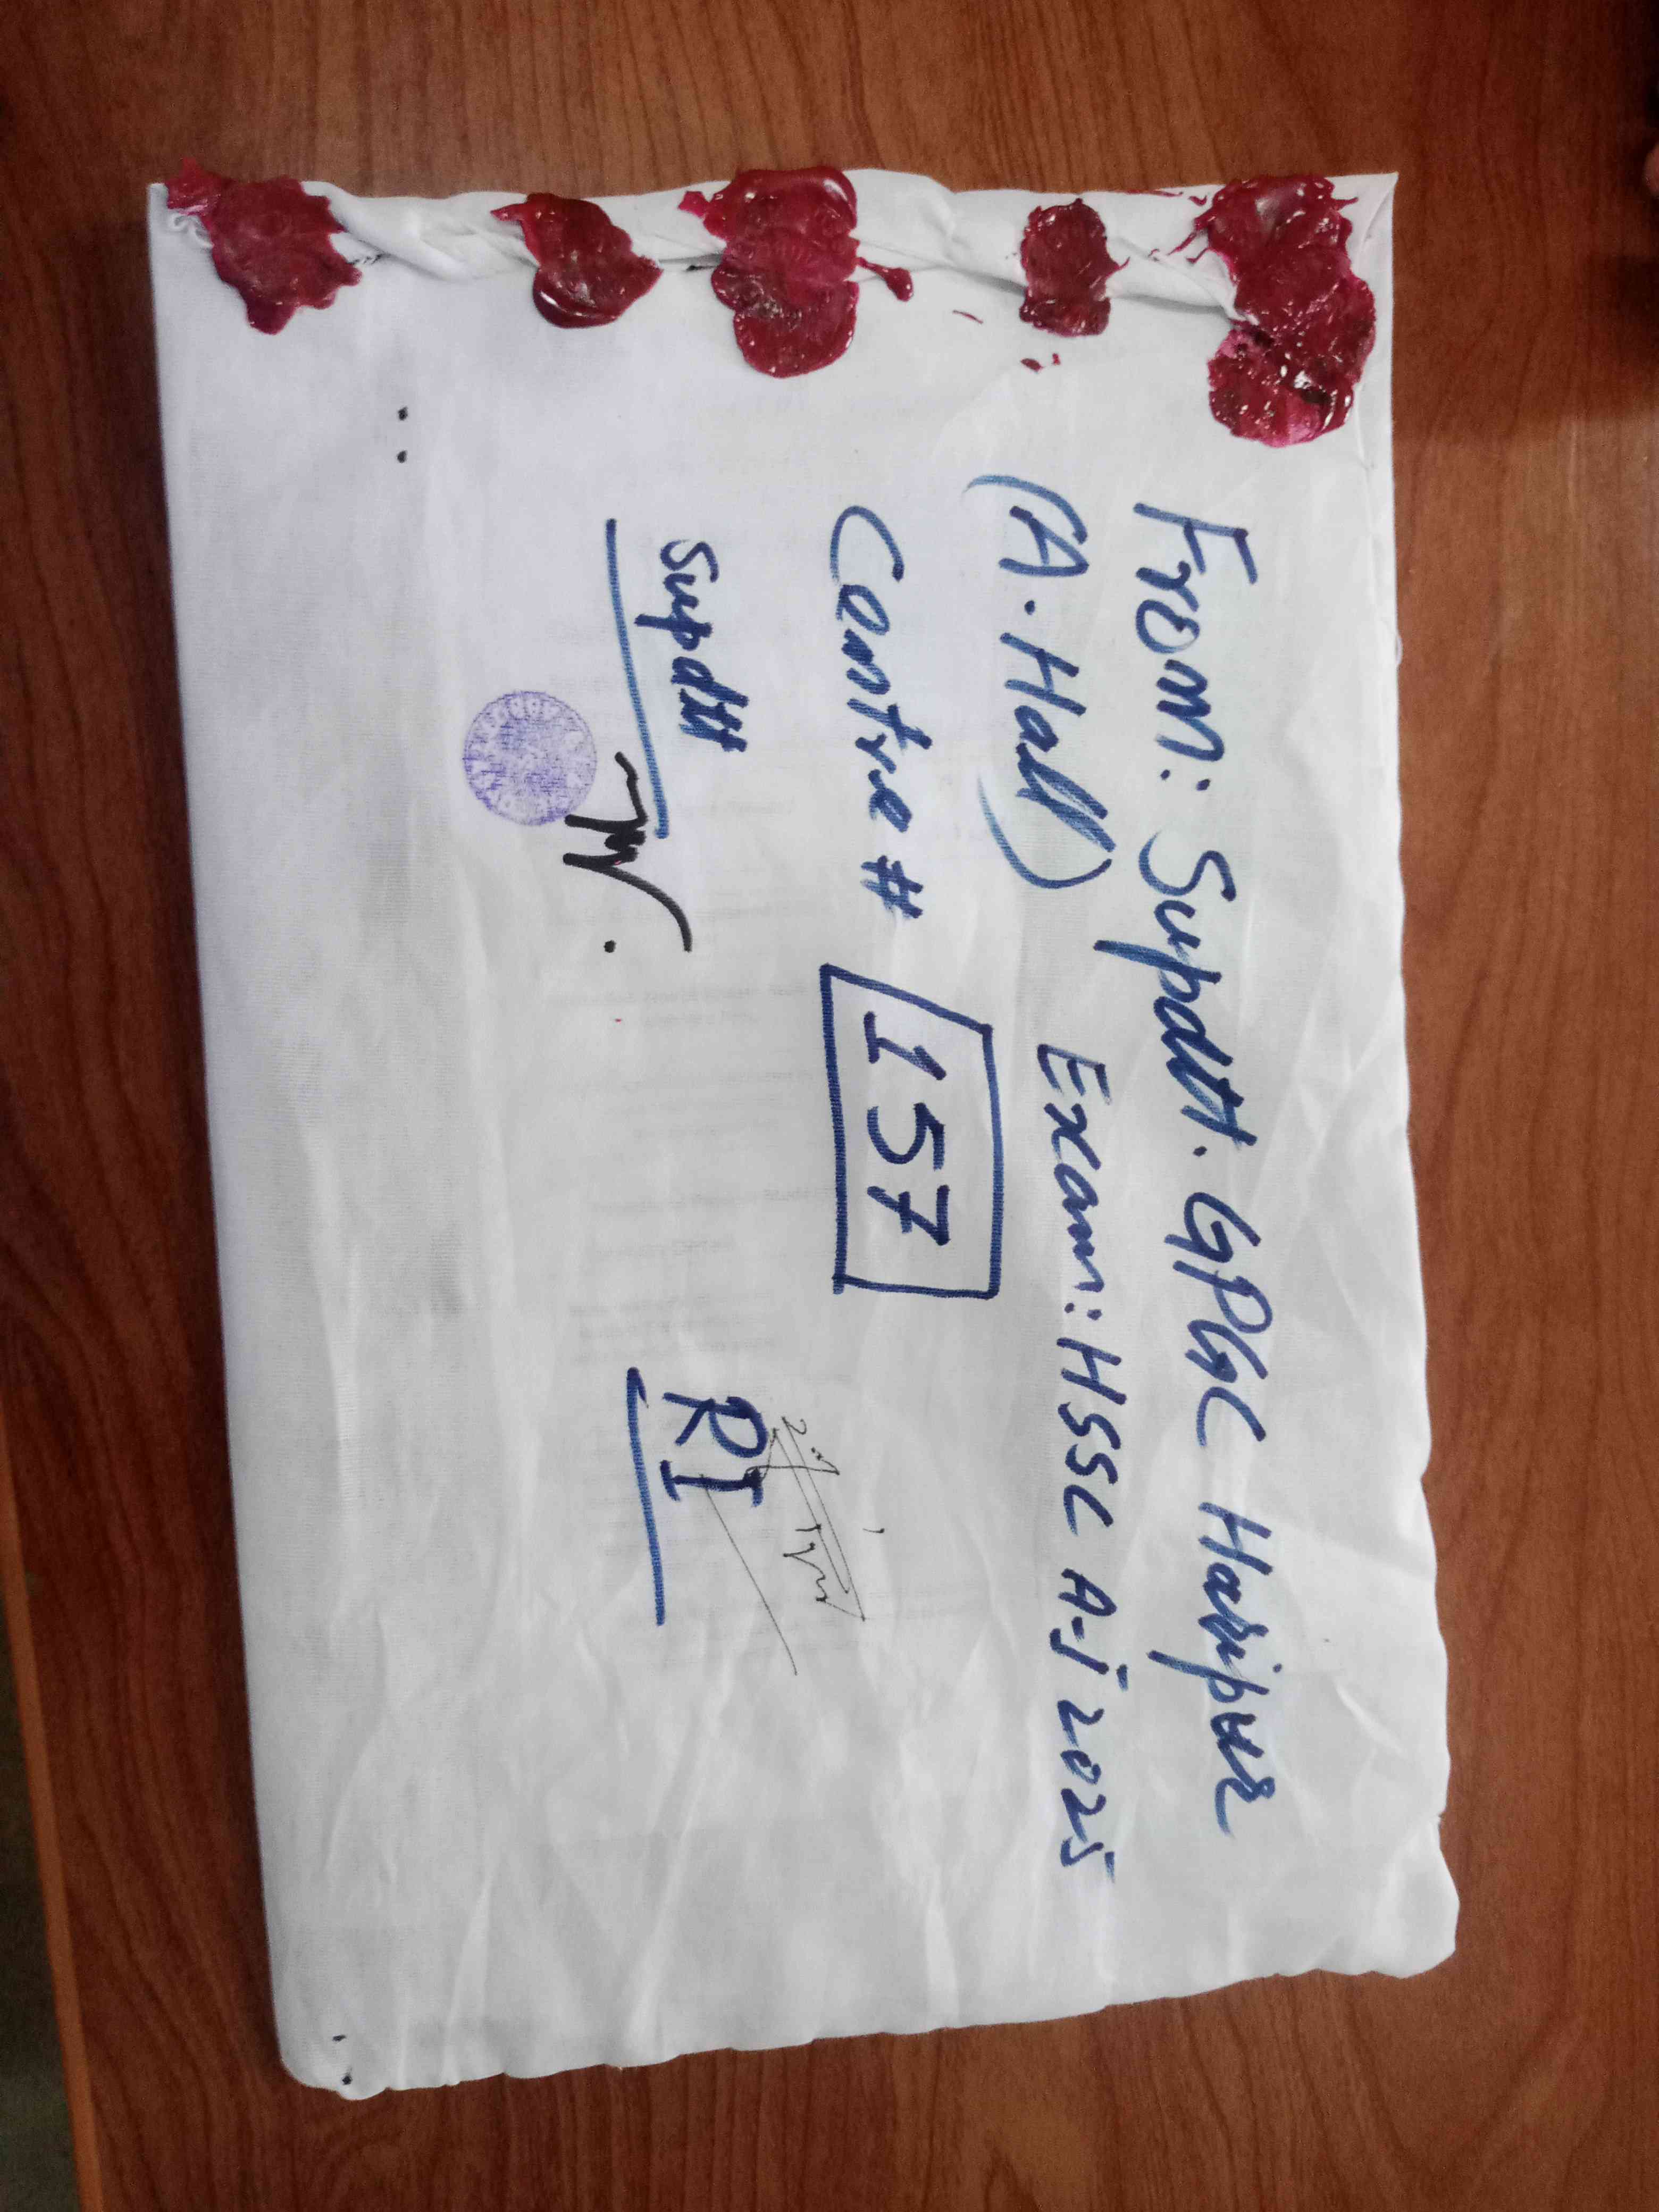 From: Supdtt. GPGC Haripur
(A.Hall) Exam: HSSC A-I 2025
Centre # 157
Supdtt
RI